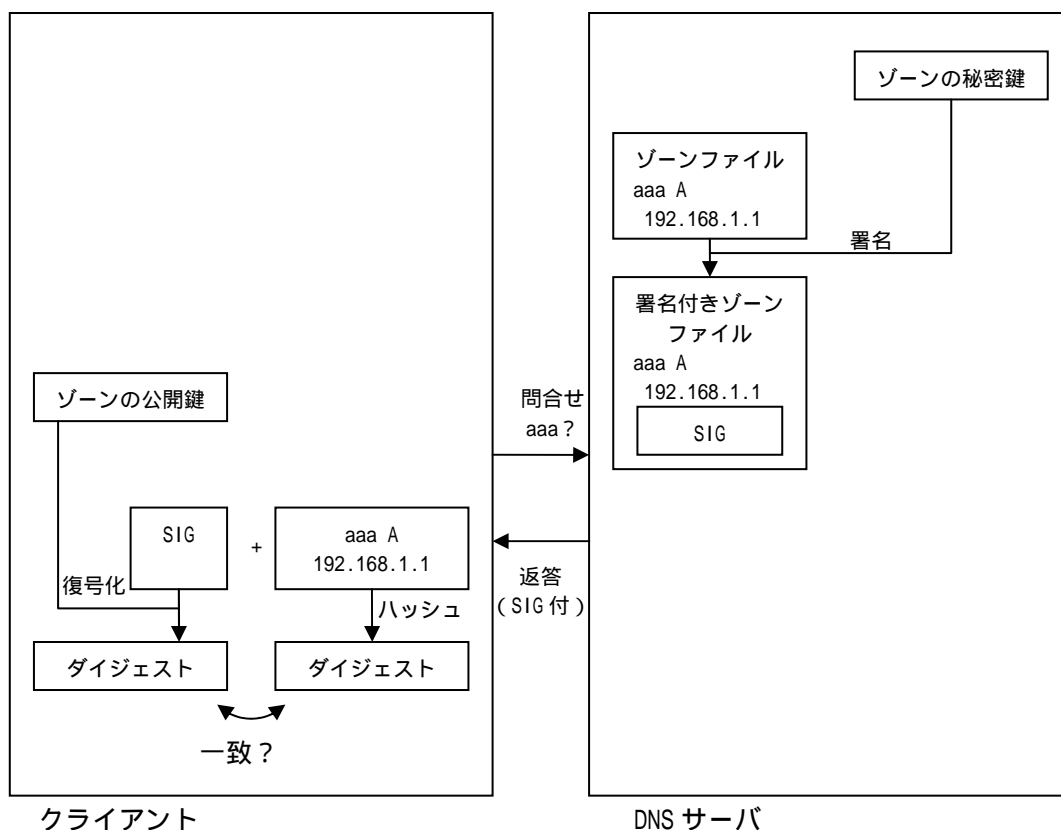 ゾーンの秘密鍵
ゾーンファイル
aaa A
192.168.1.1
署名
署名付きゾーン
ファイル
aaa A
192.168.1.1
SIG
ゾーンの公開鍵
問合せ
aaa?
SIG
+
aaa A
192.168.1.1
復号化
ハッシュ
返答
(SIG付)
ダイジェスト
ダイジェスト
一致?
クライアント
DNS サーバ